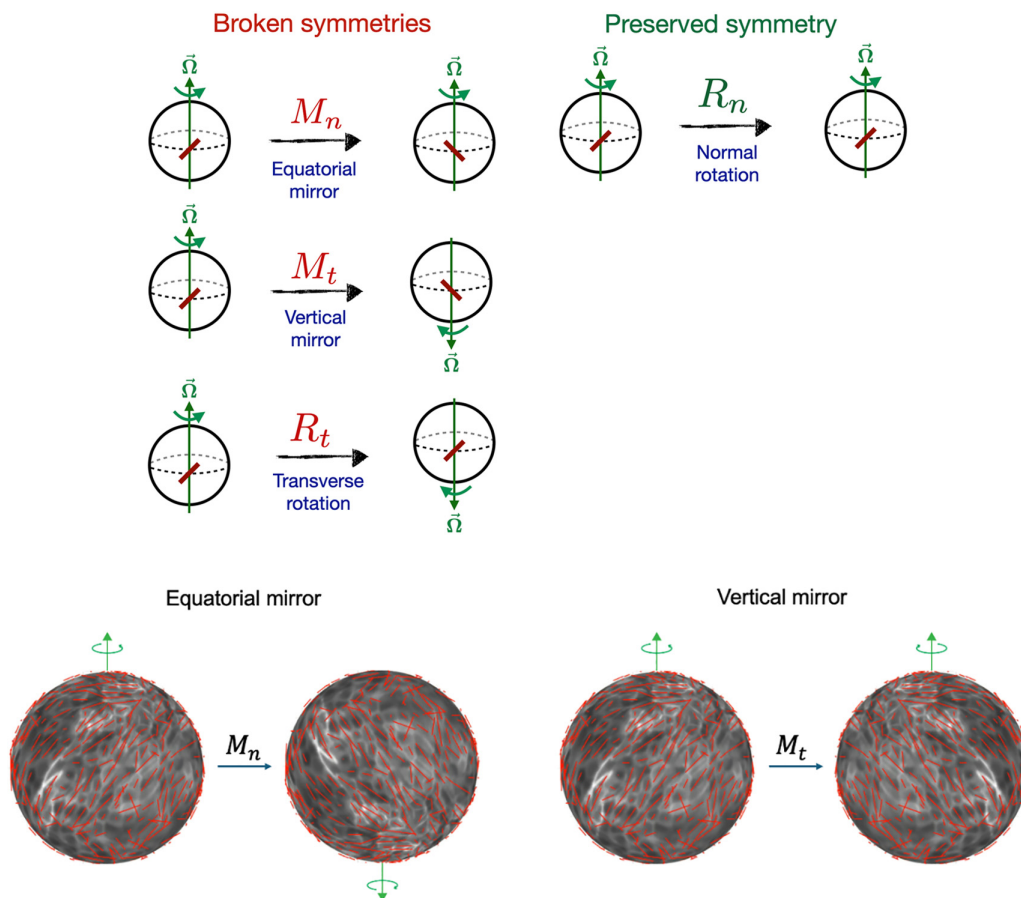 Broken symmetries
Preserved symmetry
Ω⃗
Ω⃗
Ω⃗
Ω⃗
M_n
R_n
Equatorial
mirror
Normal
rotation
Ω⃗
M_t
Vertical
mirror
Ω⃗
Ω⃗
R_t
Transverse
rotation
Ω⃗
Equatorial mirror
Vertical mirror
M_n
M_t